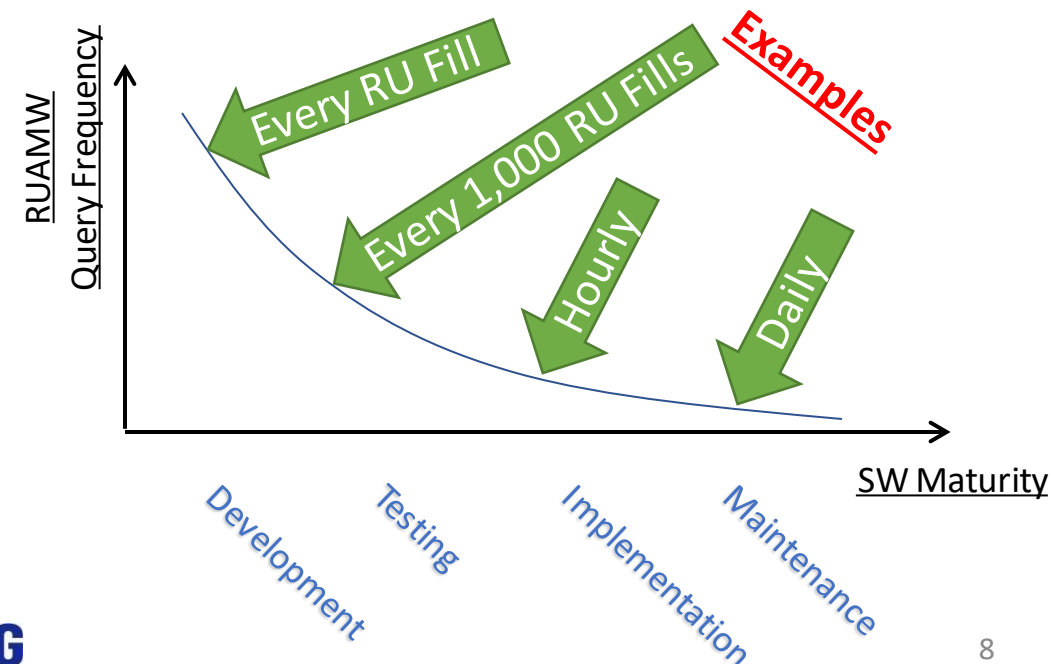 RUAMW
Query Frequency
Every RU Fill
Every 1,000 RU Fills
Hourly
Daily
Examples
SW Maturity
Development
Testing
Implementation
Maintenance
G
8